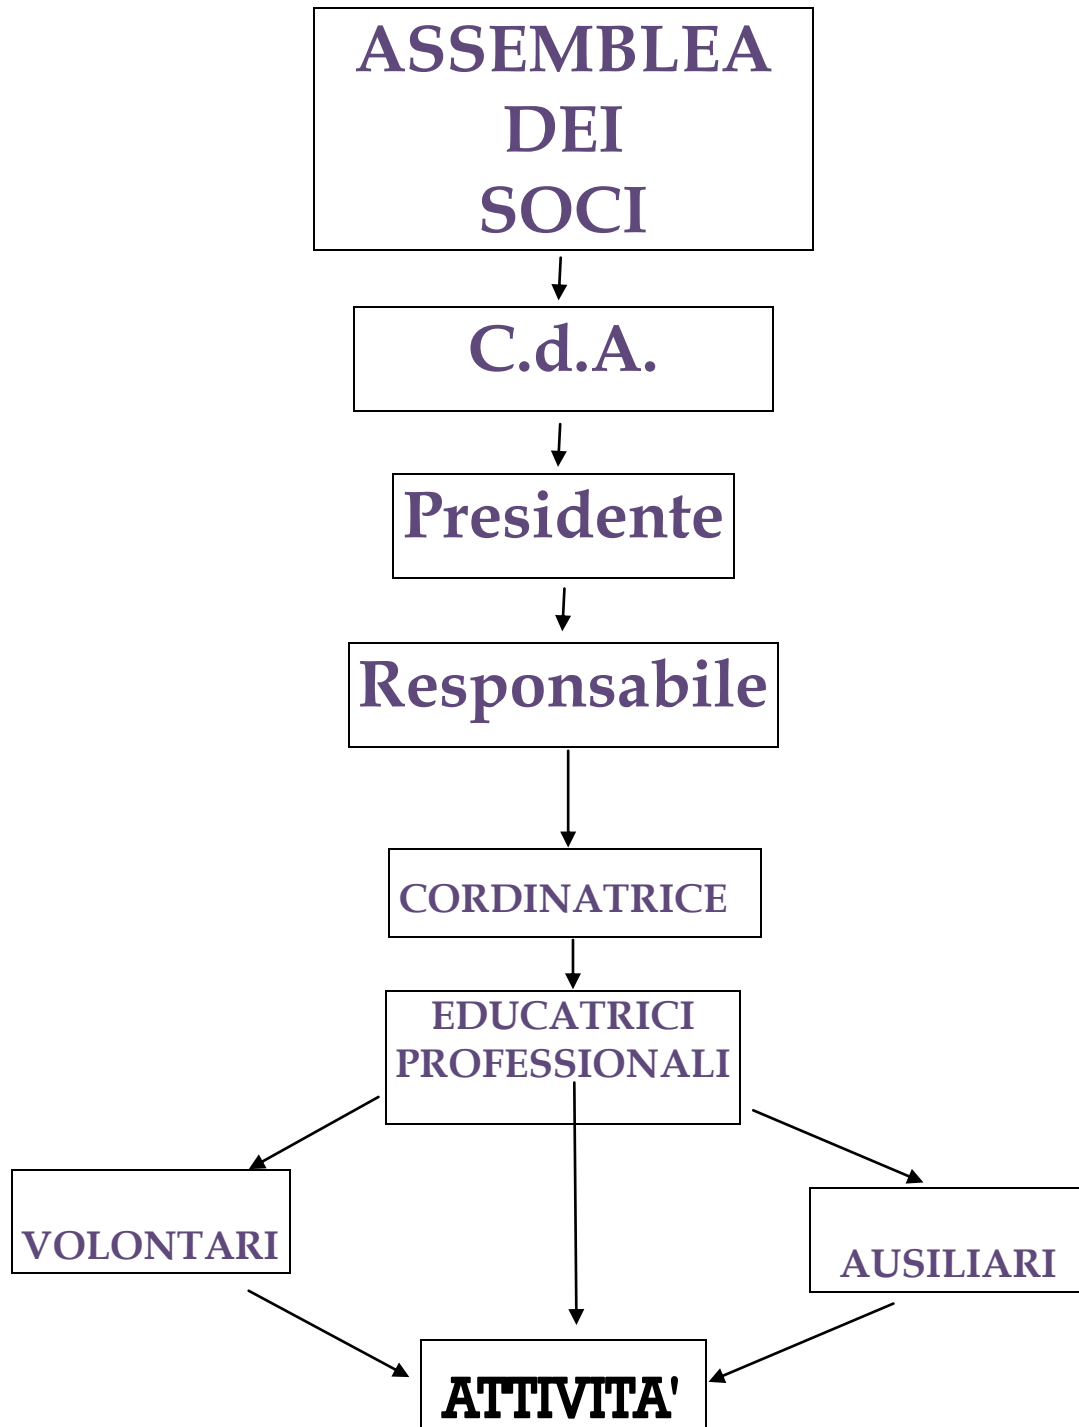 ASSEMBLEA
DEI
SOCI
C.d.A.
Presidente
Responsabile
CORDINATRICE
EDUCATRICI
PROFESSIONALI
VOLONTARI
AUSILIARI
ATTIVITA'